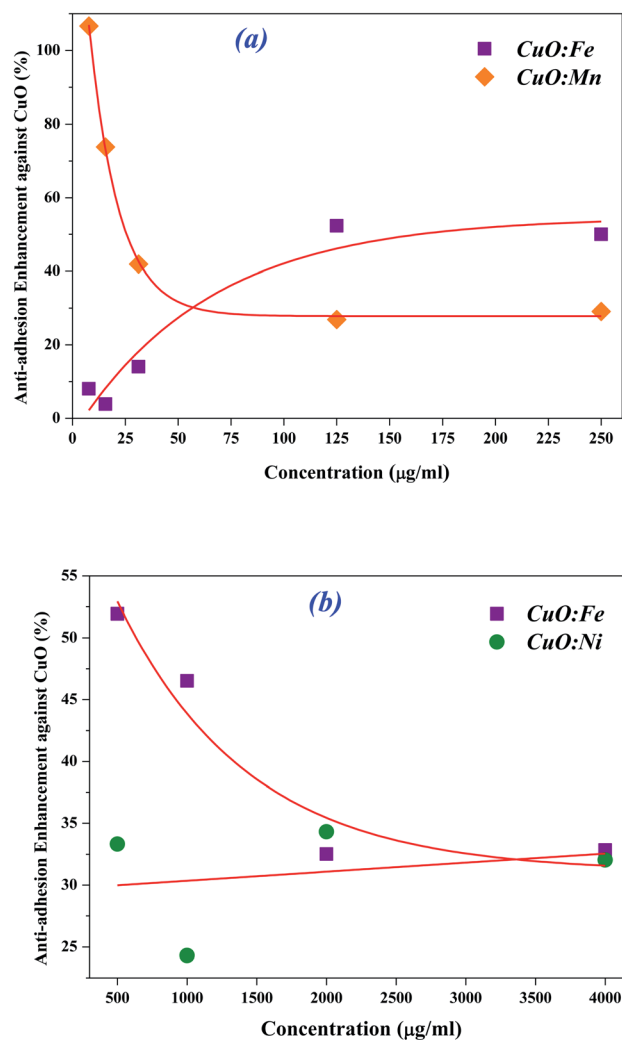 (a)
CuO:Fe
CuO:Mn
Anti-adhesion Enhancement against CuO (%)
100
80
60
40
20
0
0 25 50 75 100 125 150 175 200 225 250
Concentration (μg/ml)
(b)
CuO:Fe
CuO:Ni
Anti-adhesion Enhancement against CuO (%)
55
50
45
40
35
30
25
500 1000 1500 2000 2500 3000 3500 4000
Concentration (μg/ml)